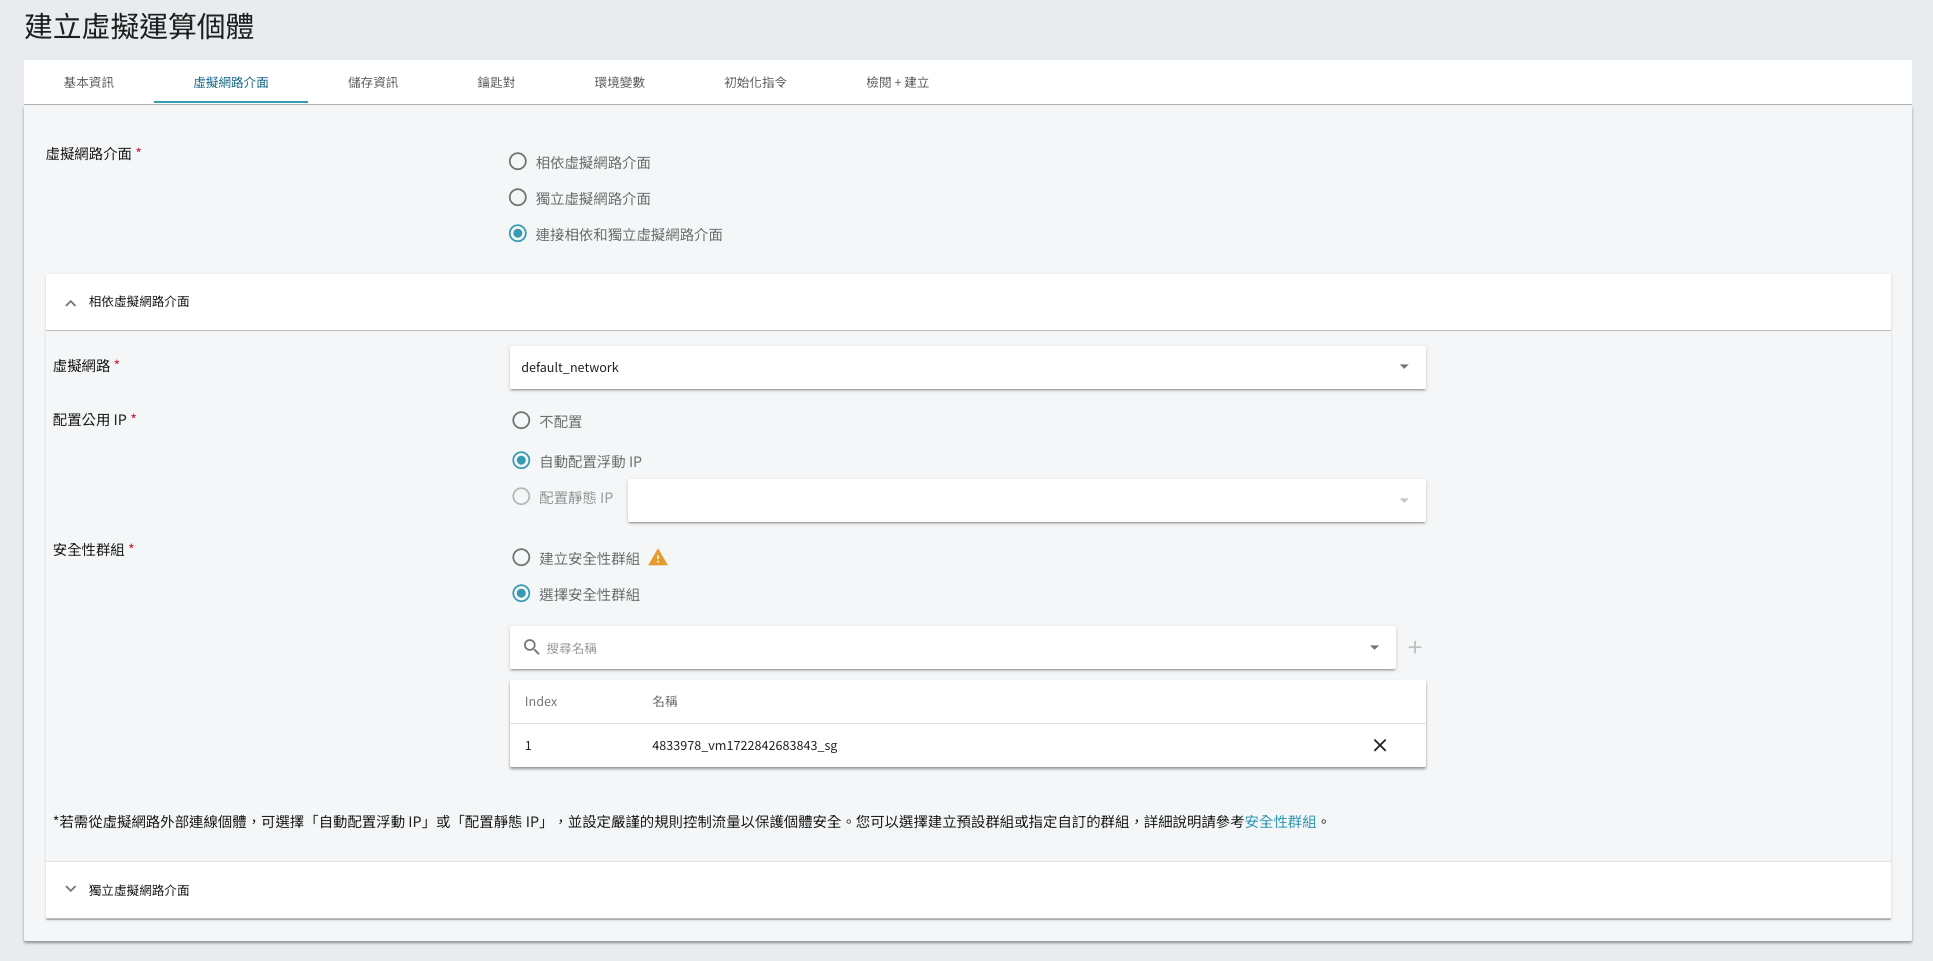 建立虛擬運算個體
基本資訊 虛擬網路介面 儲存資訊 鑰匙對 環境變數 初始化指令 檢閱 + 建立
虛擬網路介面 *
相依虛擬網路介面
獨立虛擬網路介面
連接相依和獨立虛擬網路介面
相依虛擬網路介面
虛擬網路 *
default_network
配置公用 IP *
不配置
自動配置浮動 IP
配置靜態 IP
安全性群組 *
建立安全性群組
選擇安全性群組
搜尋名稱
Index 名稱
1 4833978_vm1722842683843_sg
*若需從虛擬網路外部連線個體，可選擇「自動配置浮動 IP」或「配置靜態 IP」，並設定嚴謹的規則控制流量以保護個體安全。您可以選擇建立預設群組或指定自訂的群組，詳細說明請參考安全性群組。
獨立虛擬網路介面